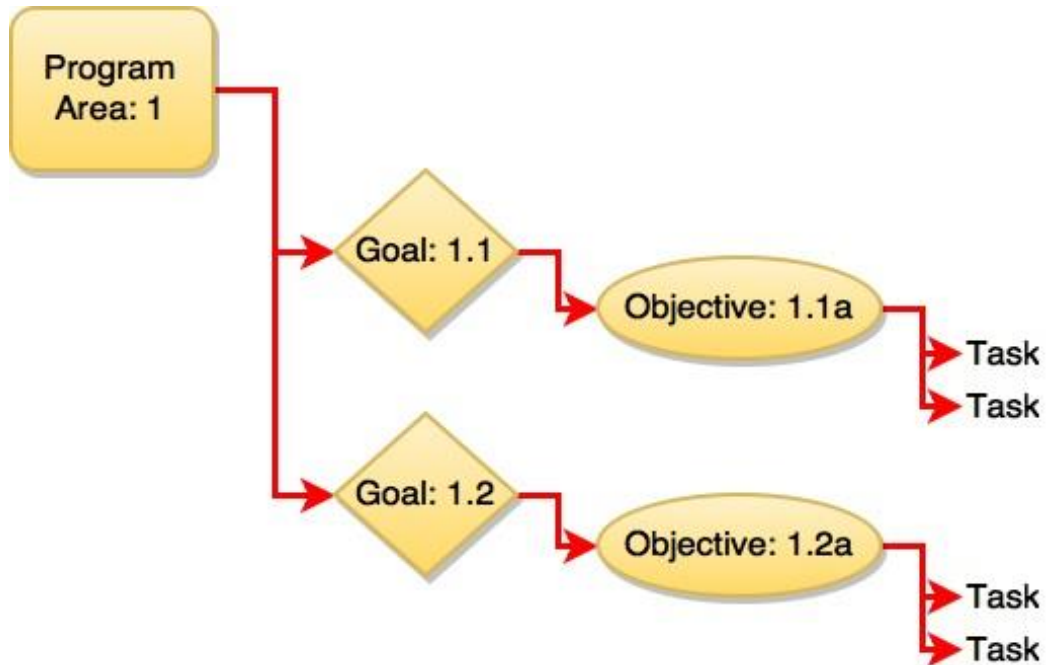 Program
Area: 1
Goal: 1.1
Objective: 1.1a
Task
Task
Goal: 1.2
Objective: 1.2a
Task
Task